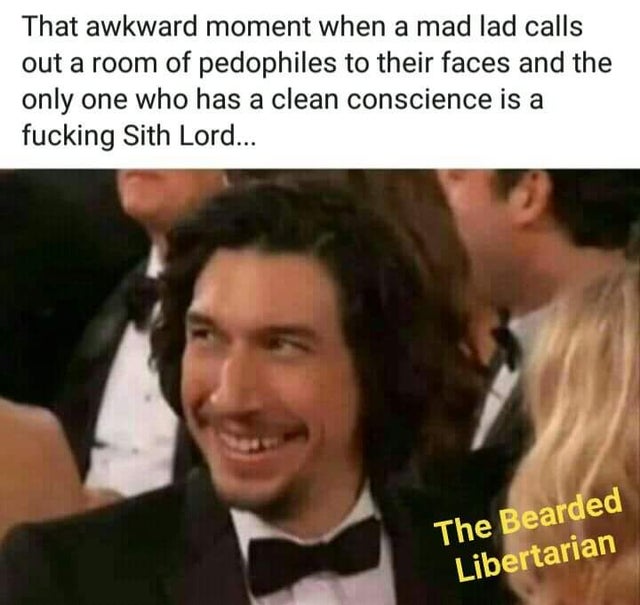 That awkward moment when a mad lad calls
out a room of pedophiles to their faces and the
only one who has a clean conscience is a
fucking Sith Lord...
The Bearded
Libertarian